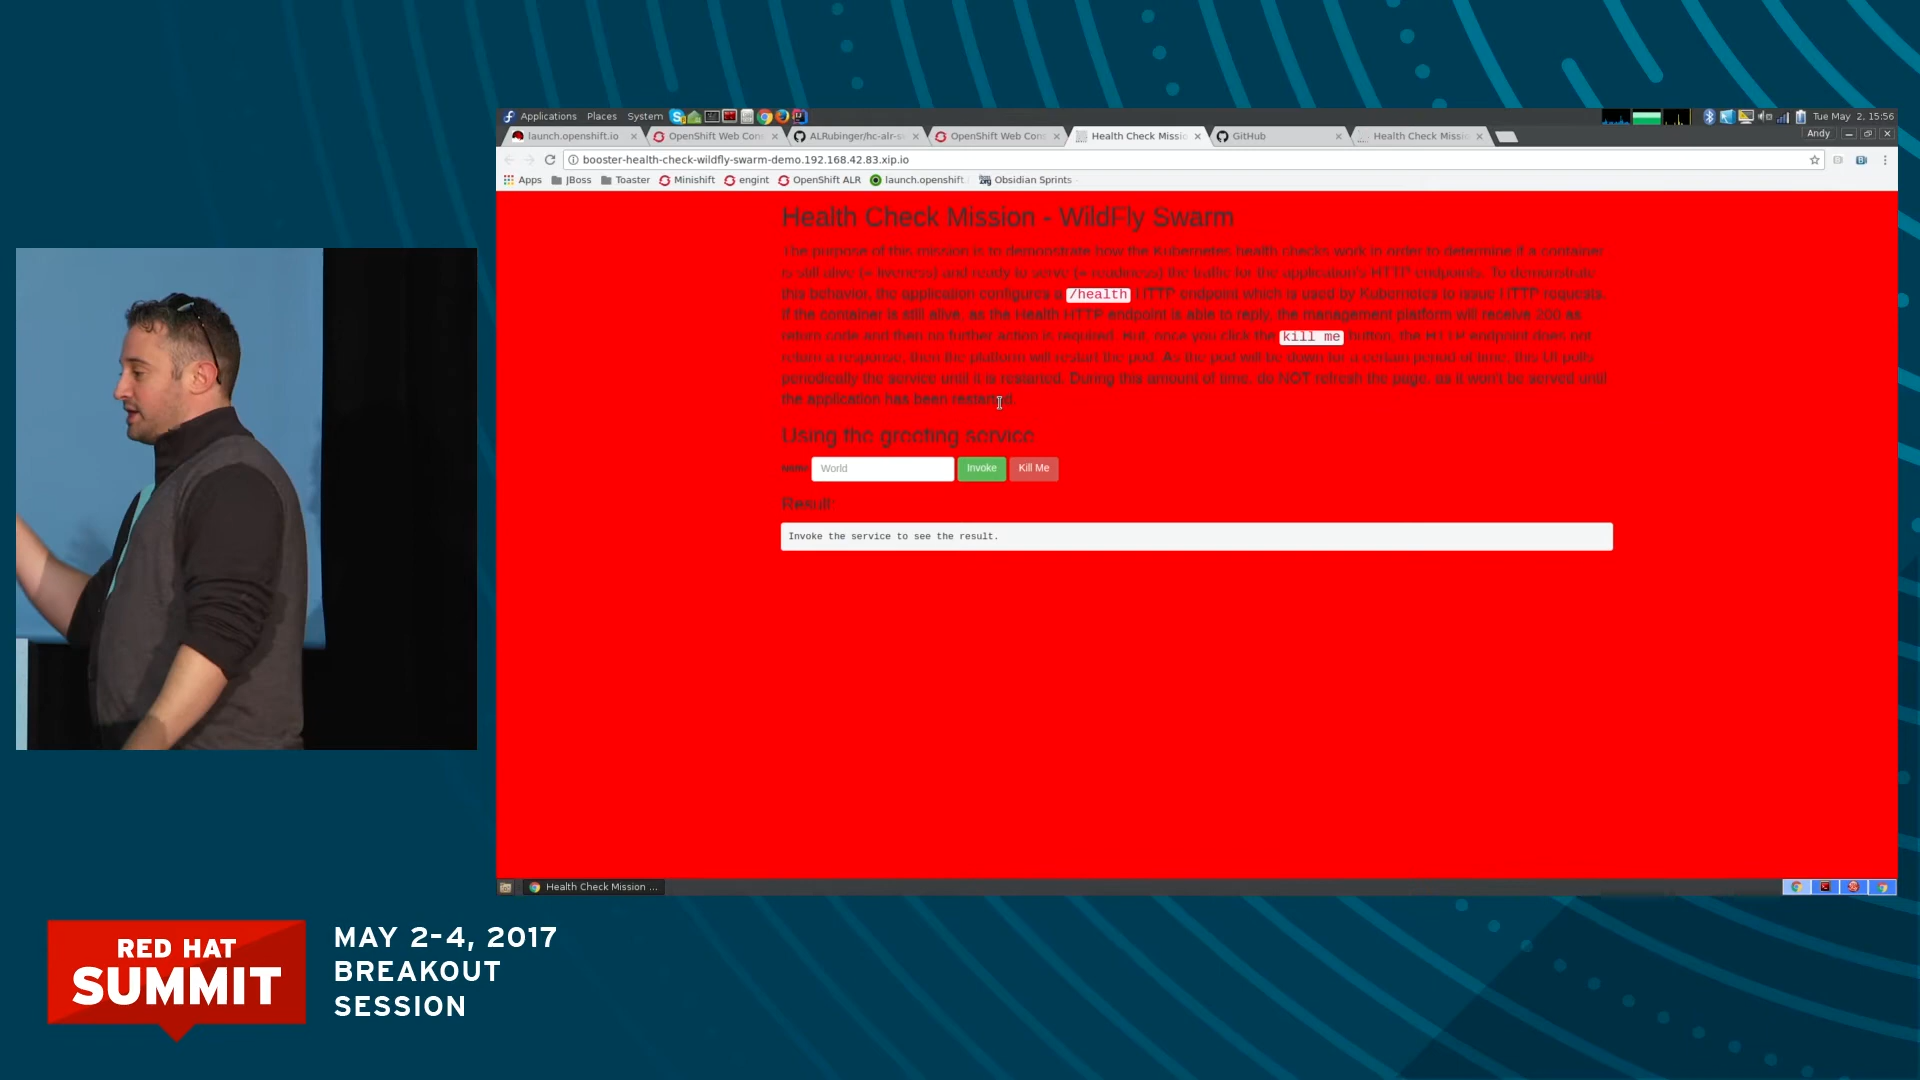 Applications Places System
Tue May 2, 15:56
Andy
launch.openshift.io
OpenShift Web Con
ALRubinger/hc-alr-s
OpenShift Web Con
Health Check Missio
GitHub
Health Check Missi
booster-health-check-wildfly-swarm-demo.192.168.42.83.xip.io
Apps JBoss Toaster Minishift engint OpenShift ALR launch.openshift Obsidian Sprints
Health Check Mission - WildFly Swarm
The purpose of this mission is to demonstrate how the Kubernetes health checks work in order to determine if a container
is still alive (= liveness) and ready to serve (= readiness) the traffic for the application's HTTP endpoints. To demonstrate
this behavior, the application configures a /health HTTP endpoint which is used by Kubernetes to issue HTTP requests.
If the container is still alive, as the Health HTTP endpoint is able to reply, the management platform will receive 200 as
return code and then no further action is required. But, once you click the kill me button, the HTTP endpoint does not
return a response, then the platform will restart the pod. As the pod will be down for a certain period of time, this UI polls
periodically the service until it is restarted. During this amount of time, do NOT refresh the page, as it won't be served until
the application has been restarted.
Using the greeting service
Name World Invoke Kill Me
Result:
Invoke the service to see the result.
Health Check Mission ...
RED HAT
SUMMIT
MAY 2-4, 2017
BREAKOUT
SESSION